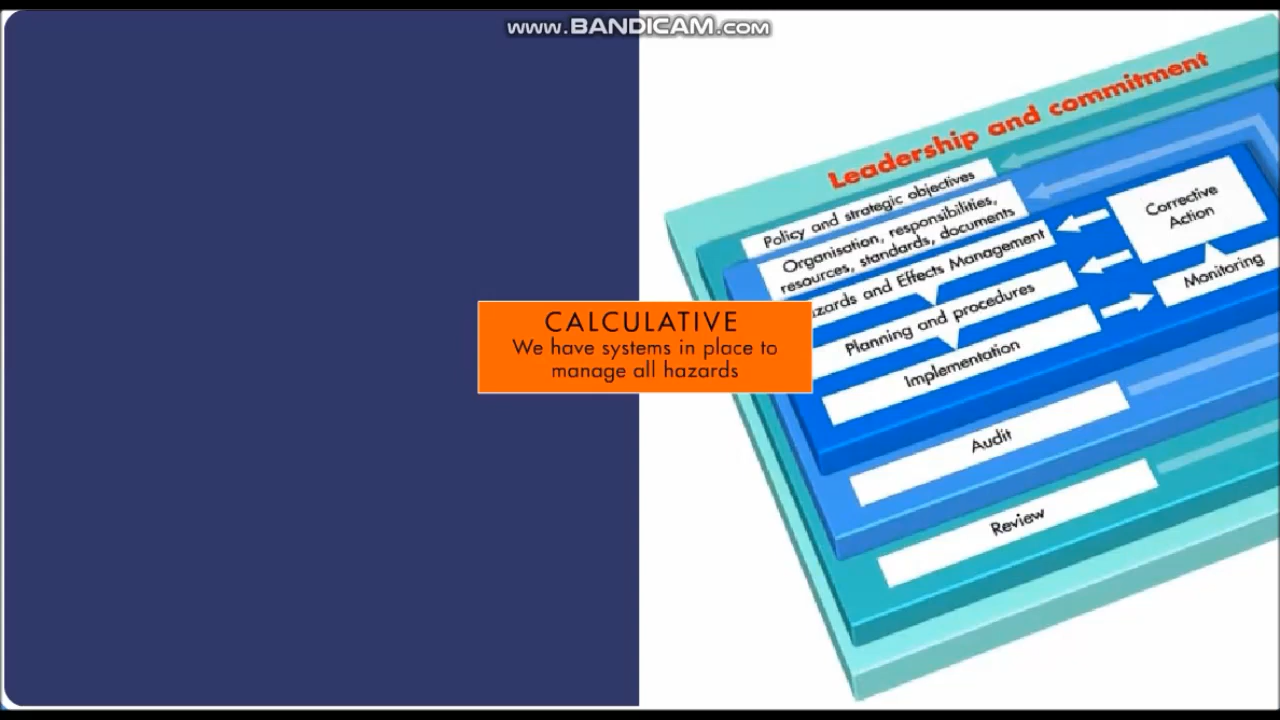 www.BANDICAM.com
Leadership and commitment
Policy and strategic objectives
Organisation, responsibilities,
resources, standards, documents
Effects Management
and
Planning and procedures
Implementation
Corrective
Action
Monitoring
Audit
Review
CALCULATIVE
We have systems in place to
manage all hazards